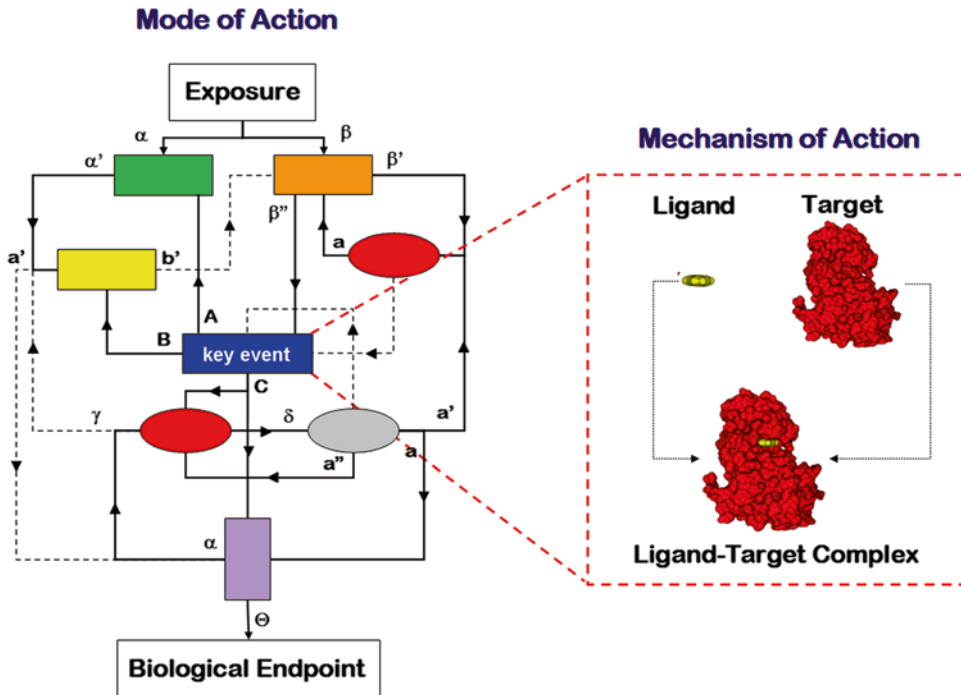 Mode of Action
Exposure
α
β
α'
β'
β''
a
a'
b'
A
B
key event
C
γ
δ
a'
a
a''
α
Θ
Biological Endpoint
Mechanism of Action
Ligand
Target
Ligand-Target Complex